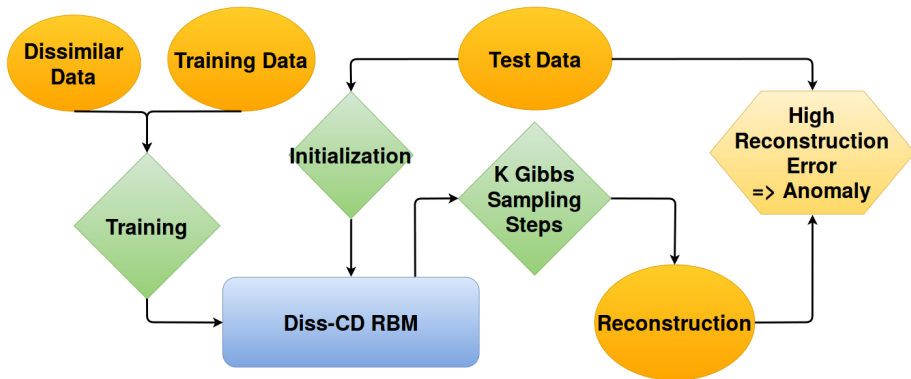 Dissimilar
Data
Training Data
Test Data
High
Reconstruction
Error
=> Anomaly
Initialization
K Gibbs
Sampling
Steps
Training
Diss-CD RBM
Reconstruction